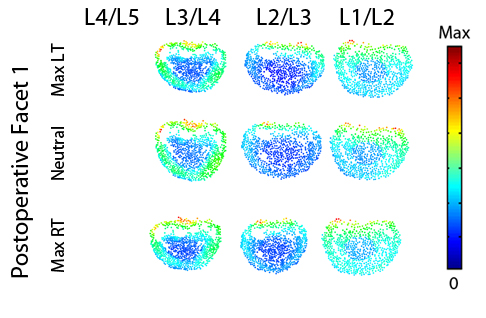 L4/L5 L3/L4 L2/L3 L1/L2
Max
Postoperative Facet 1
Max LT
Neutral
Max RT
0